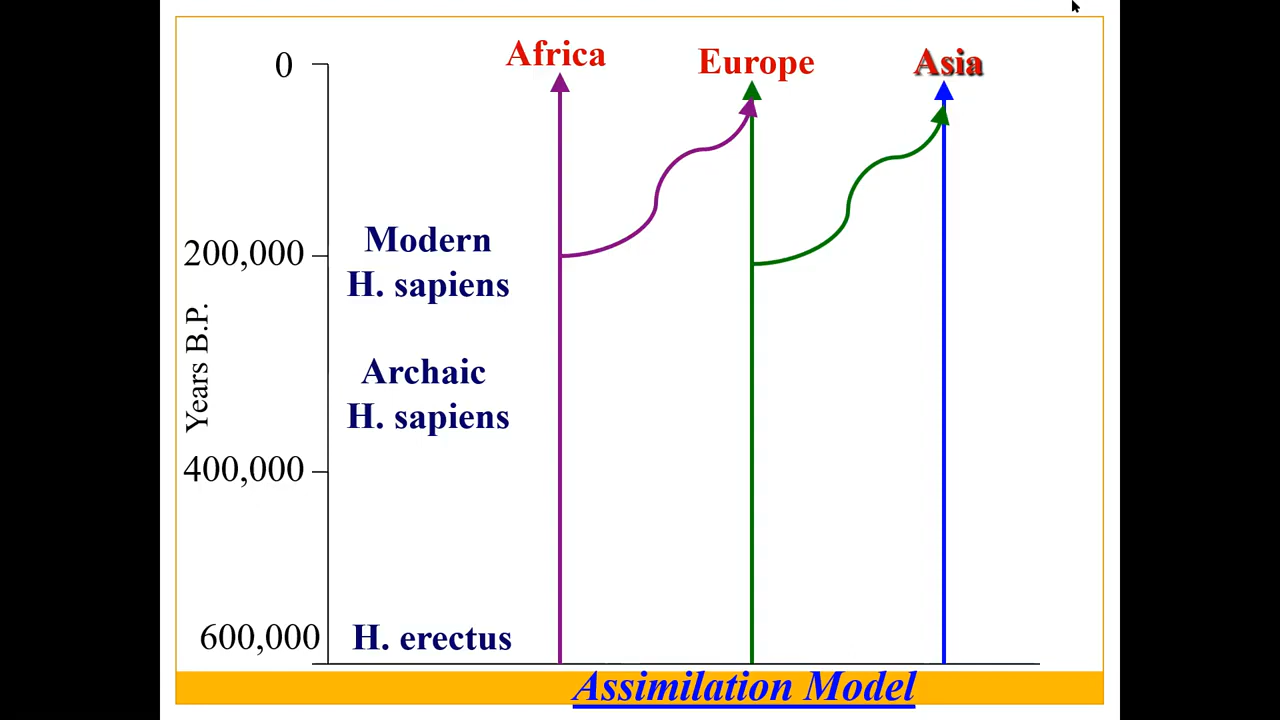 Africa
Europe
Asia
0
200,000
Modern
H. sapiens
Years B.P.
Archaic
H. sapiens
400,000
600,000
H. erectus
Assimilation Model